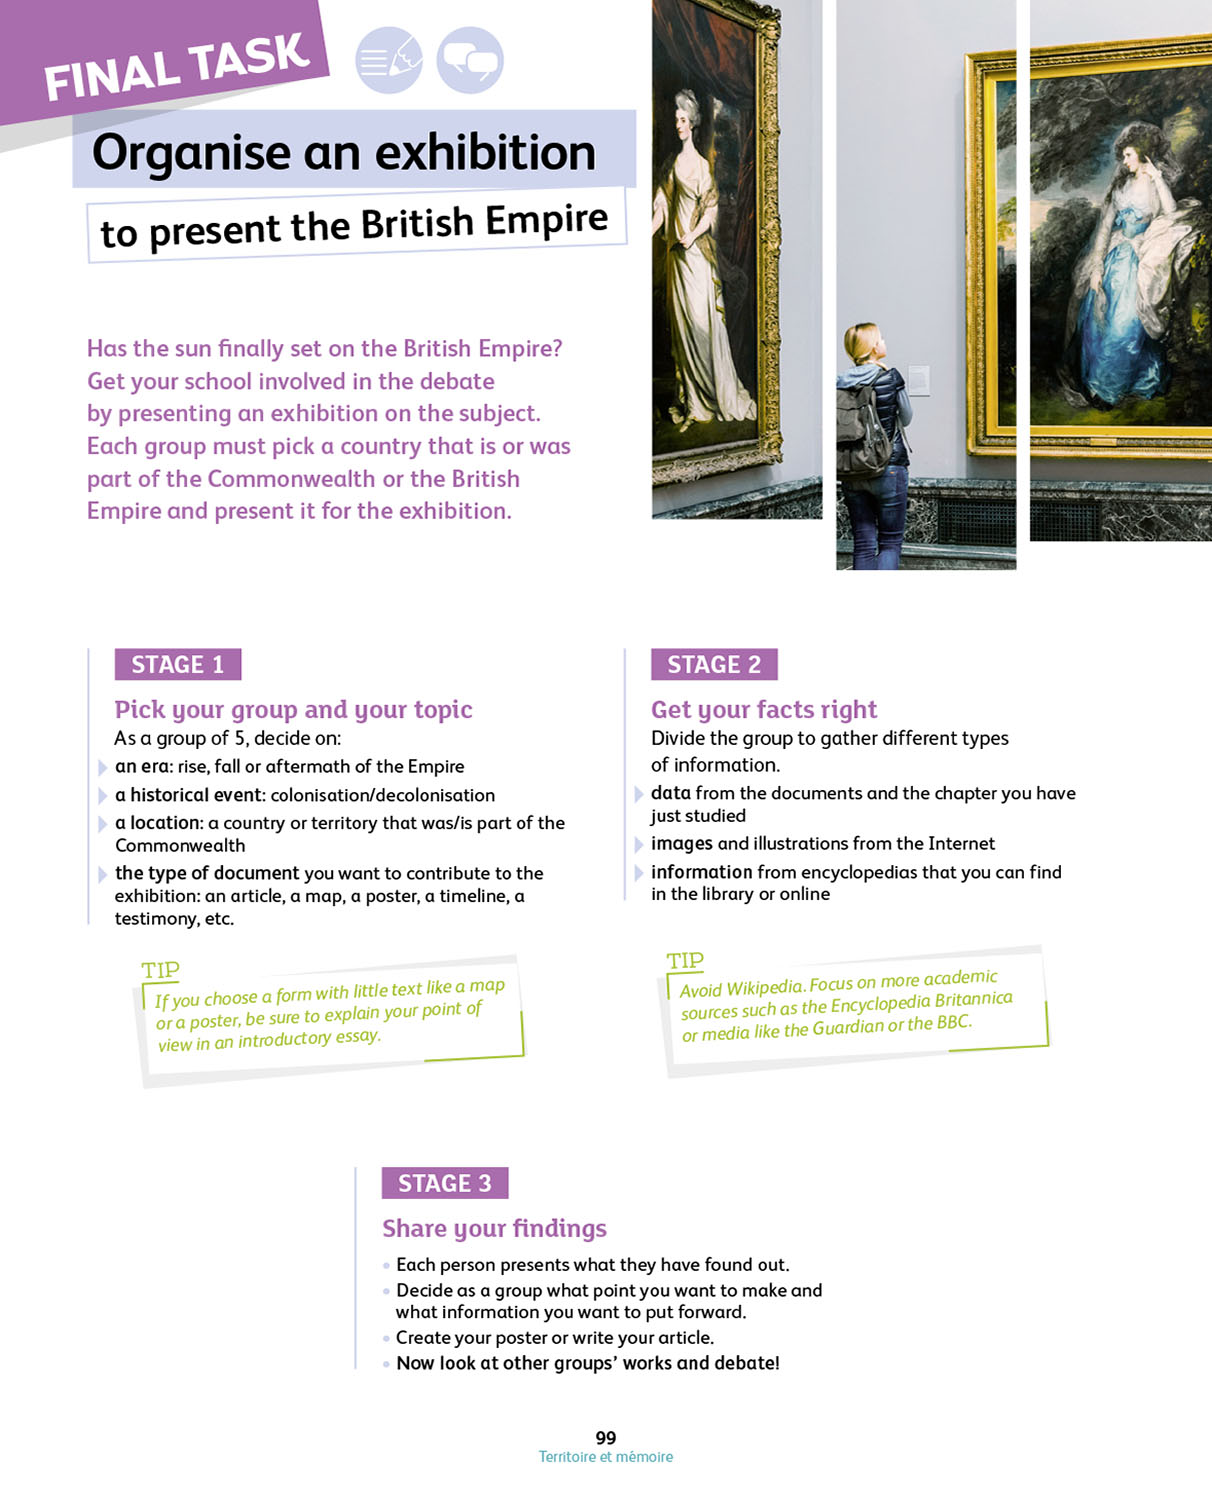 FINAL TASK
Organise an exhibition
to present the British Empire
Has the sun finally set on the British Empire?
Get your school involved in the debate
by presenting an exhibition on the subject.
Each group must pick a country that is or was
part of the Commonwealth or the British
Empire and present it for the exhibition.
STAGE 1
Pick your group and your topic
As a group of 5, decide on:
an era: rise, fall or aftermath of the Empire
a historical event: colonisation/decolonisation
a location: a country or territory that was/is part of the
Commonwealth
the type of document you want to contribute to the
exhibition: an article, a map, a poster, a timeline, a
testimony, etc.
TIP
If you choose a form with little text like a map
or a poster, be sure to explain your point of
view in an introductory essay.
STAGE 2
Get your facts right
Divide the group to gather different types
of information.
data from the documents and the chapter you have
just studied
images and illustrations from the Internet
information from encyclopedias that you can find
in the library or online
TIP
Avoid Wikipedia. Focus on more academic
sources such as the Encyclopedia Britannica
or media like the Guardian or the BBC.
STAGE 3
Share your findings
• Each person presents what they have found out.
• Decide as a group what point you want to make and
what information you want to put forward.
• Create your poster or write your article.
• Now look at other groups' works and debate!
99
Territoire et mémoire